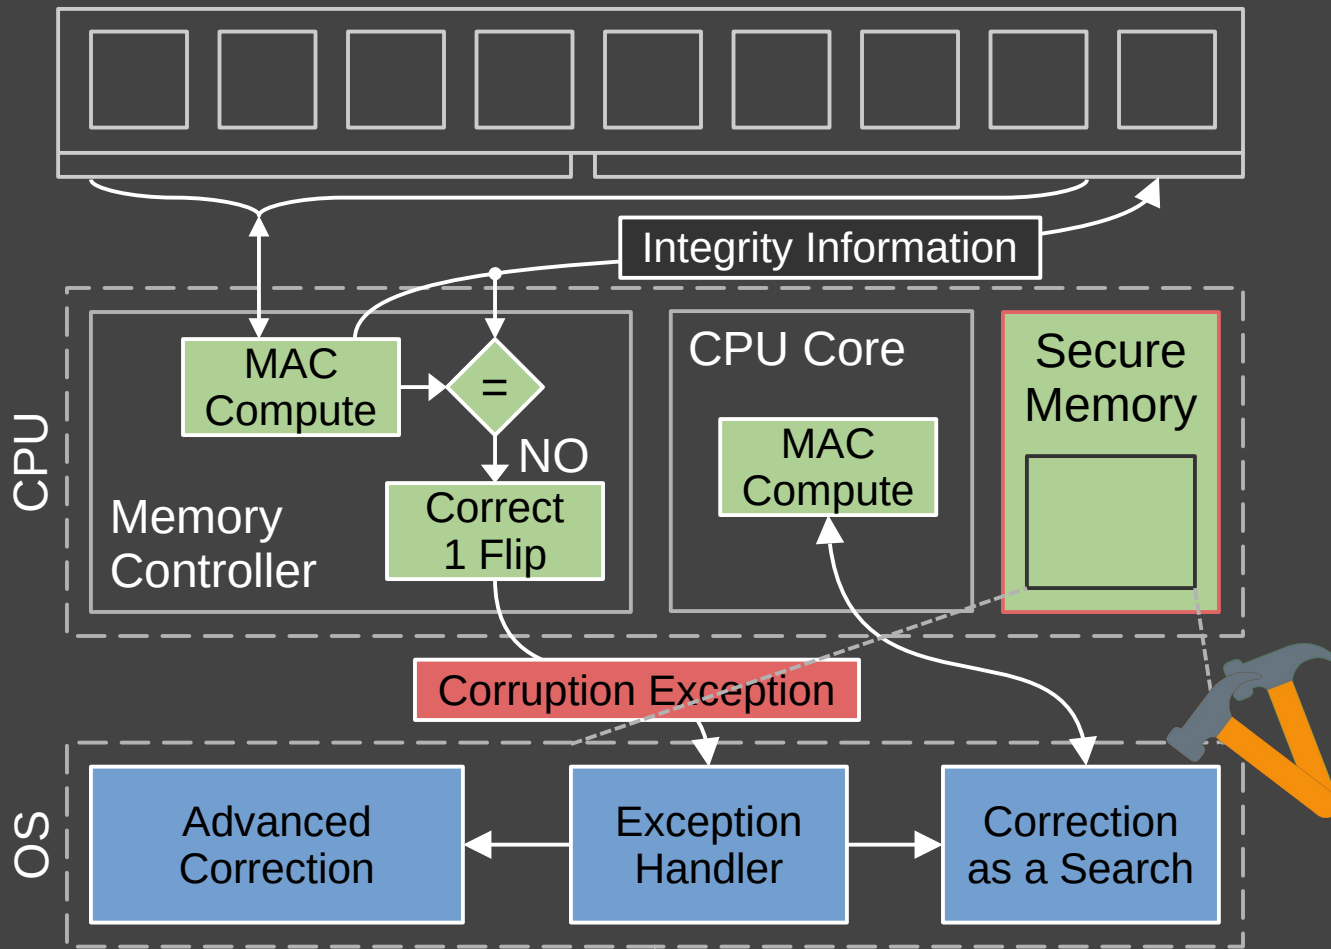 Integrity Information
CPU
MAC
Compute
=
NO
Correct
1 Flip
Memory
Controller
CPU Core
MAC
Compute
Secure
Memory
Corruption Exception
OS
Advanced
Correction
Exception
Handler
Correction
as a Search